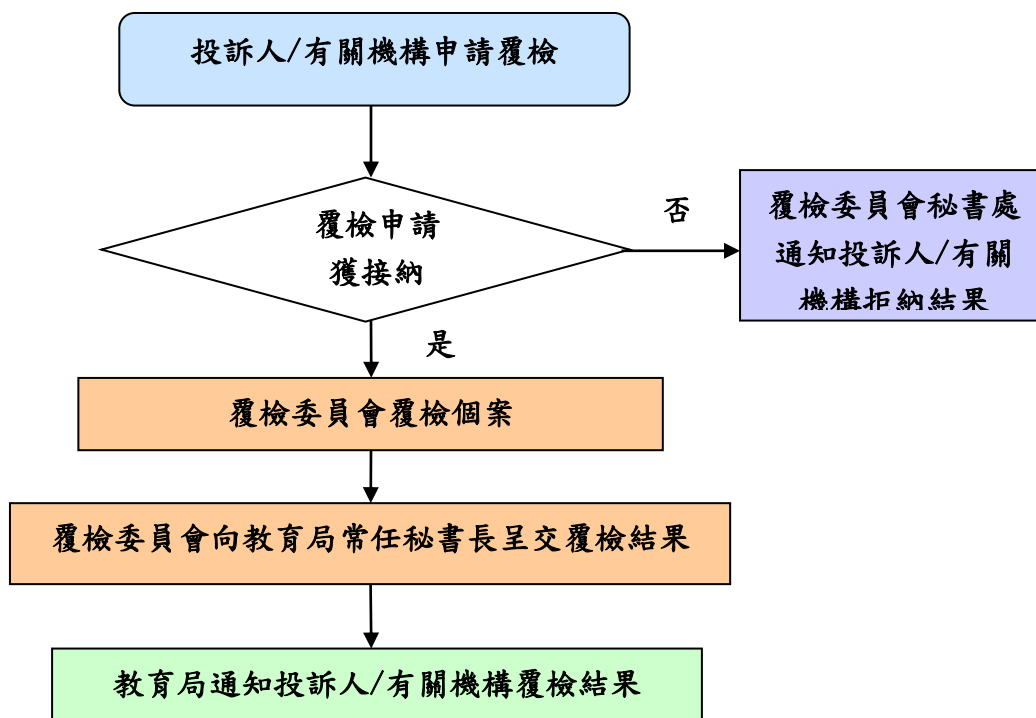 投訴人/有關機構申請覆檢
覆檢申請
獲接納
否
覆檢委員會秘書處
通知投訴人/有關
機構拒納結果
是
覆檢委員會覆檢個案
覆檢委員會向教育局常任秘書長呈交覆檢結果
教育局通知投訴人/有關機構覆檢結果